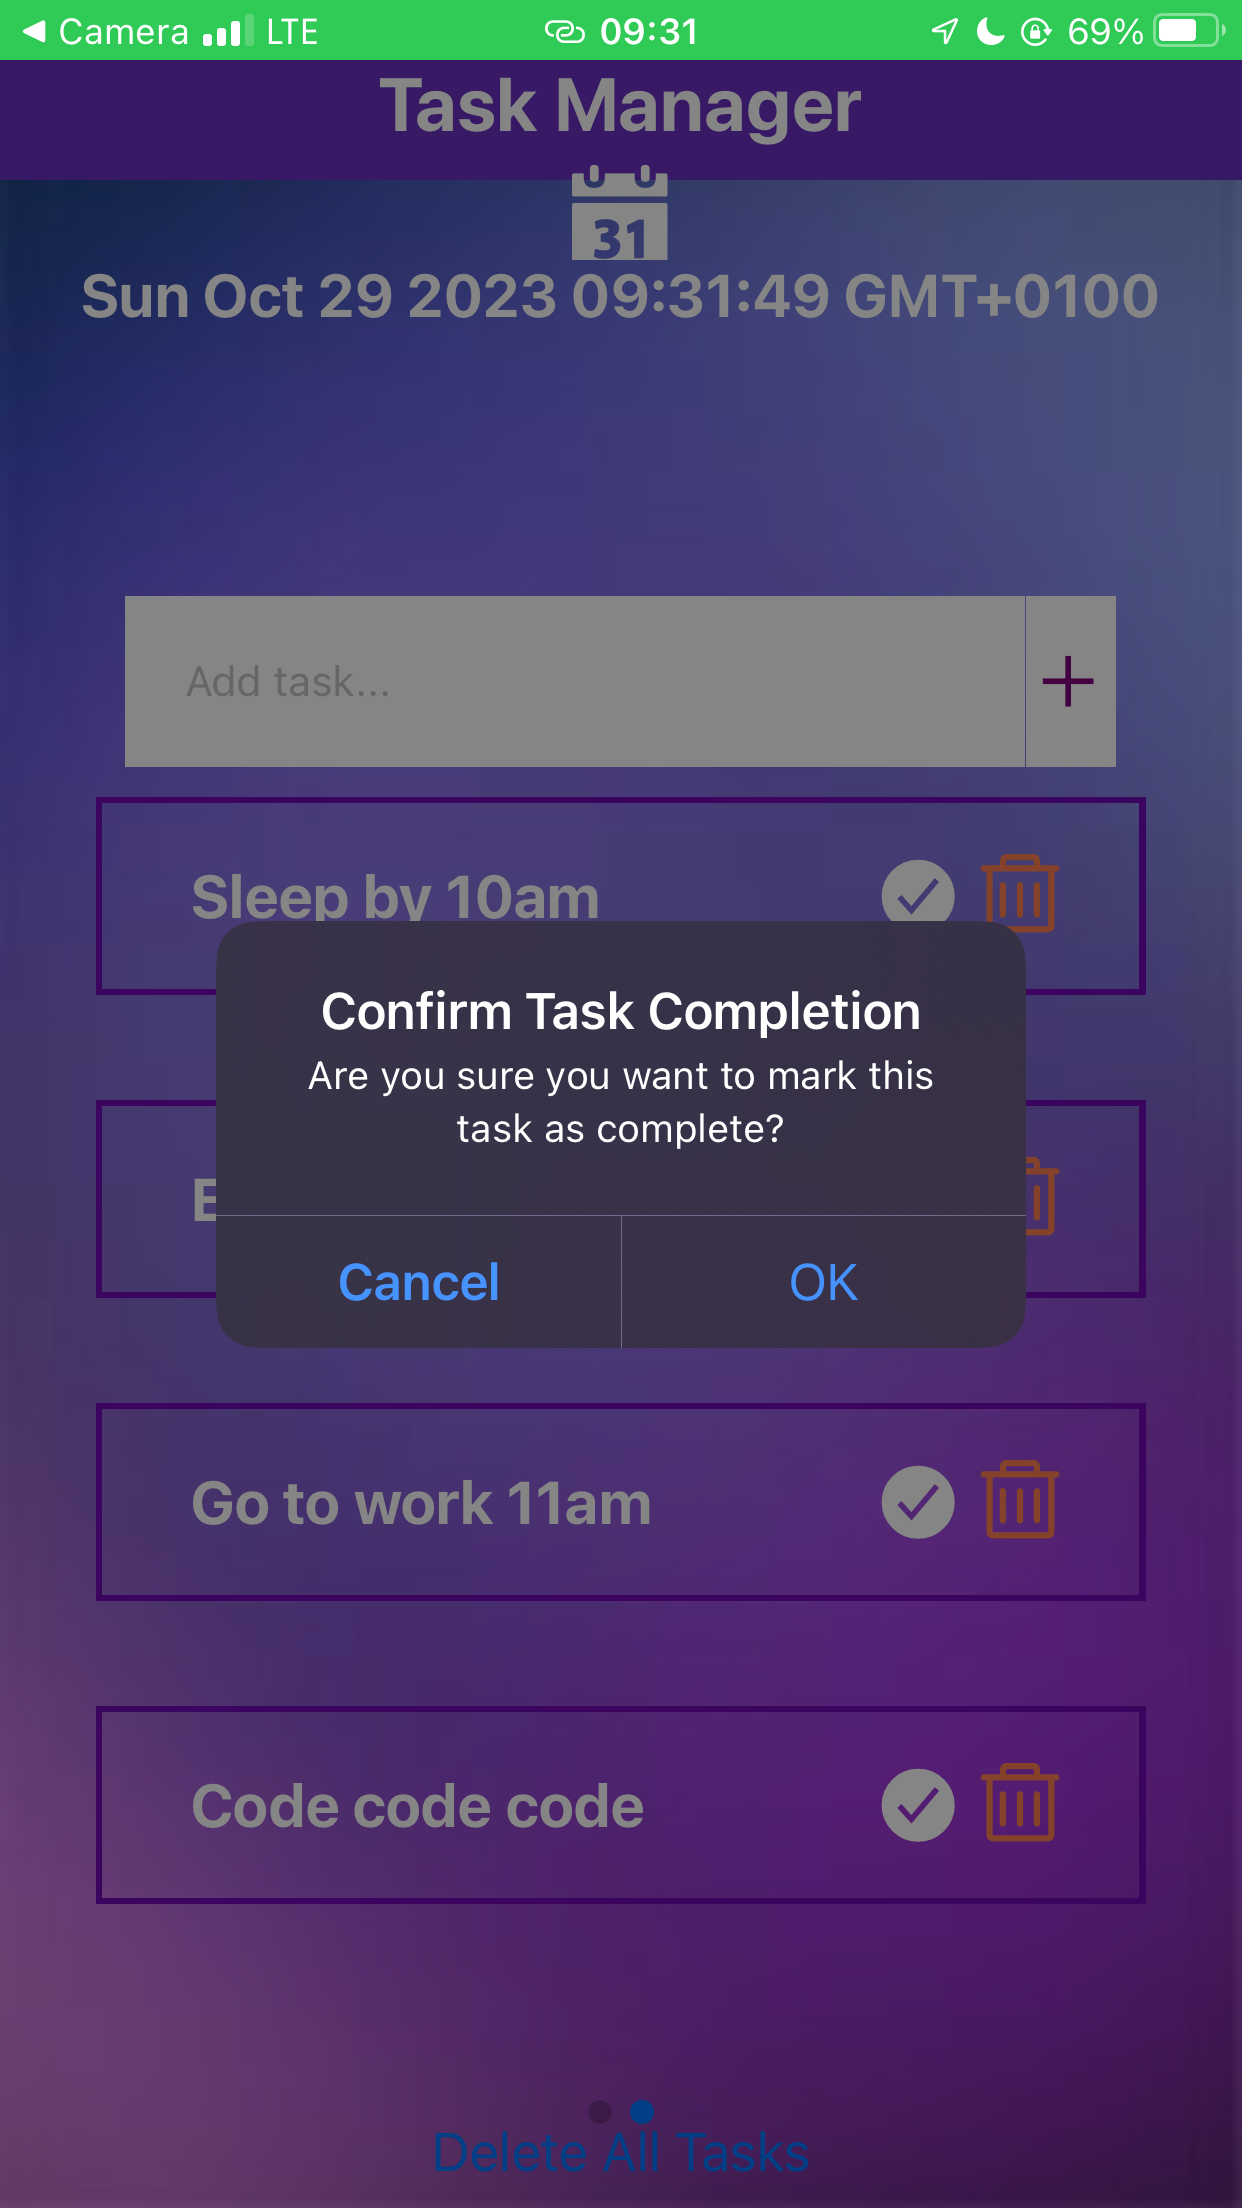 Camera LTE 09:31 69%
Task Manager
31
Sun Oct 29 2023 09:31:49 GMT+0100
Add task...
Sleep by 10am
Confirm Task Completion
Are you sure you want to mark this
task as complete?
Cancel OK
Go to work 11am
Code code code
Delete All Tasks